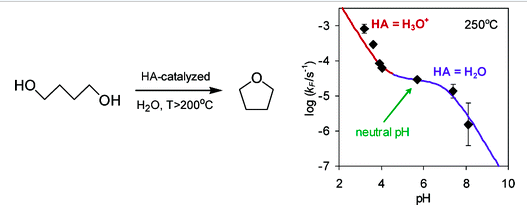 HO
OH
HA-catalyzed
H₂O, T>200°C
O
log (kF/s⁻¹)
-3
-4
-5
-6
-7
HA = H₃O⁺
250°C
HA = H₂O
neutral pH
2 4 6 8 10
pH